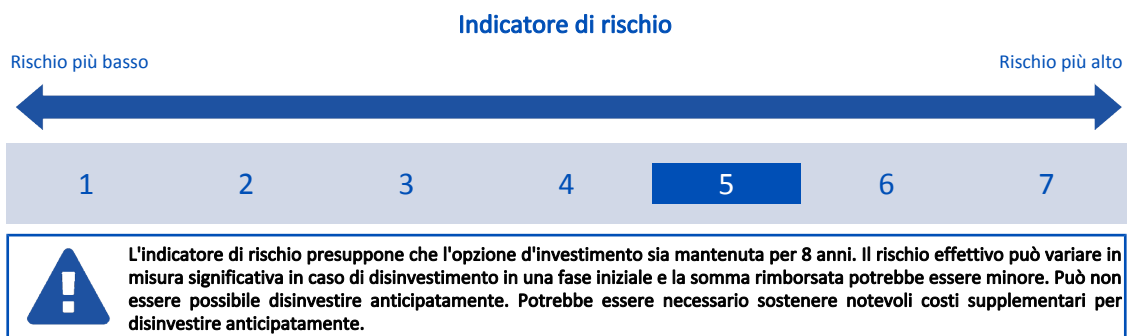 Indicatore di rischio
Rischio più basso
Rischio più alto
1 2 3 4 5 6 7
L'indicatore di rischio presuppone che l'opzione d'investimento sia mantenuta per 8 anni. Il rischio effettivo può variare in
misura significativa in caso di disinvestimento in una fase iniziale e la somma rimborsata potrebbe essere minore. Può non
essere possibile disinvestire anticipatamente. Potrebbe essere necessario sostenere notevoli costi supplementari per
disinvestire anticipatamente.